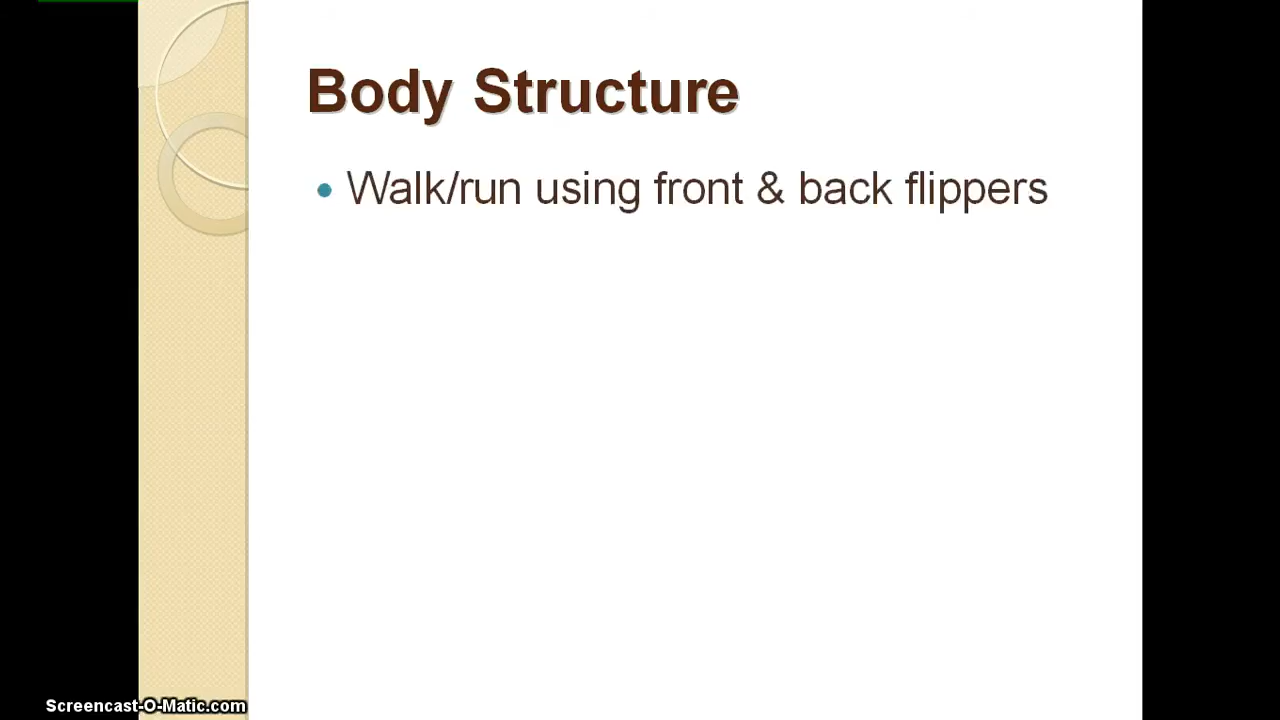 Body Structure
Walk/run using front & back flippers
Screencast-O-Matic.com